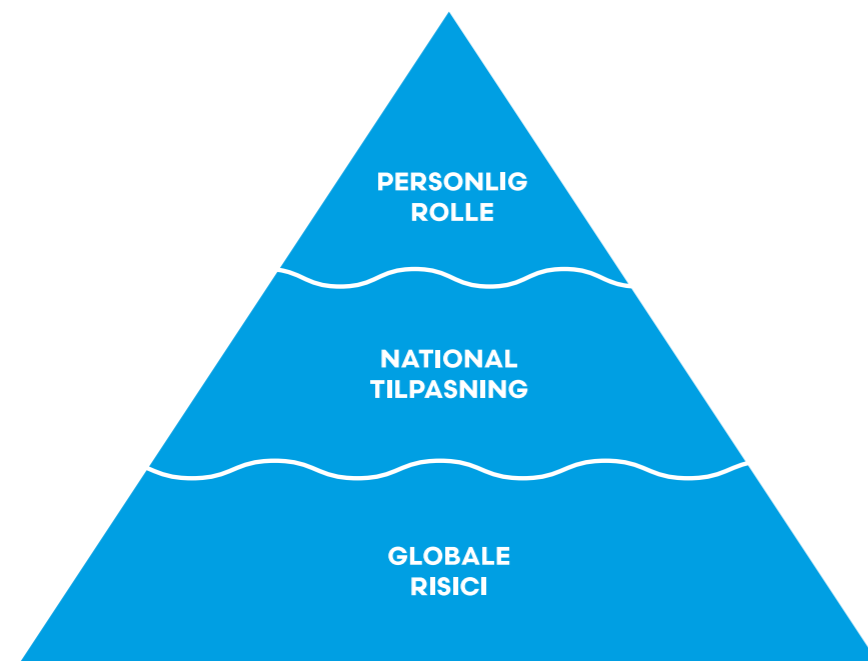 PERSONLIG
ROLLE
NATIONAL
TILPASNING
GLOBALE
RISICI